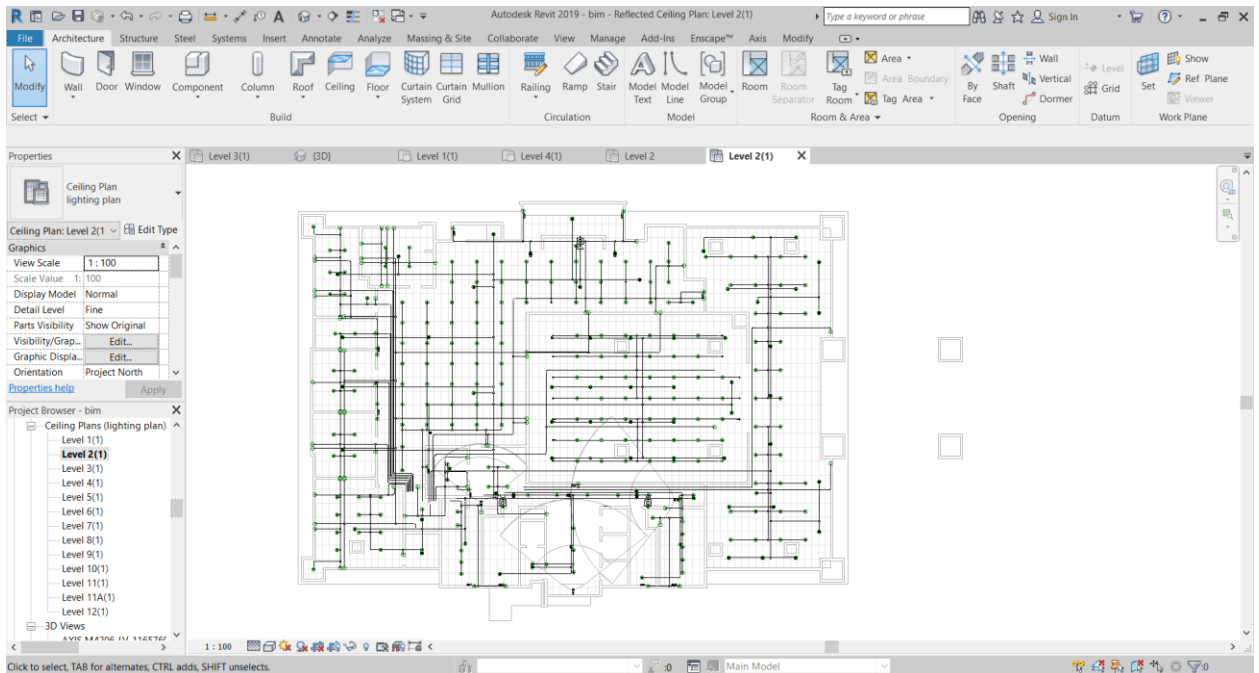 Autodesk Revit 2019 - bim - Reflected Ceiling Plan: Level 2(1)
Type a keyword or phrase
Sign In
File Architecture Structure Steel Systems Insert Annotate Analyze Massing & Site Collaborate View Manage Add-Ins Enscape™ Axis Modify
Modify Wall Door Window Component Column Roof Ceiling Floor Curtain System Curtain Grid Mullion Railing Ramp Stair Model Text Model Line Model Group Room Room Separator Tag Room
Area
Area Boundary
Tag Area
By Face Shaft
Wall
Vertical
Dormer
Level
Grid
Set
Show
Ref Plane
Viewer
Select Build Circulation Model Room & Area Opening Datum Work Plane
Properties X
Level 3(1) {3D} Level 1(1) Level 4(1) Level 2 Level 2(1) X
Ceiling Plan
lighting plan
Ceiling Plan: Level 2(1 Edit Type
Graphics
View Scale 1 : 100
Scale Value 1: 100
Display Model Normal
Detail Level Fine
Parts Visibility Show Original
Visibility/Grap... Edit...
Graphic Displa... Edit...
Orientation Project North
Properties help Apply
Project Browser - bim X
Ceiling Plans (lighting plan)
Level 1(1)
Level 2(1)
Level 3(1)
Level 4(1)
Level 5(1)
Level 6(1)
Level 7(1)
Level 8(1)
Level 9(1)
Level 10(1)
Level 11(1)
Level 11A(1)
Level 12(1)
3D Views
1 : 100
Click to select, TAB for alternates, CTRL adds, SHIFT unselects.
:0
Main Model
:0